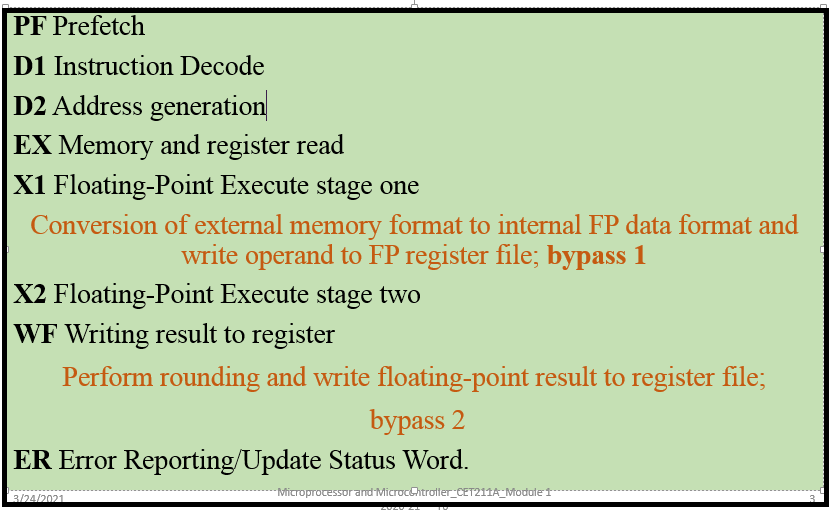 PF Prefetch
D1 Instruction Decode
D2 Address generation
EX Memory and register read
X1 Floating-Point Execute stage one
Conversion of external memory format to internal FP data format and
write operand to FP register file; bypass 1
X2 Floating-Point Execute stage two
WF Writing result to register
Perform rounding and write floating-point result to register file;
bypass 2
ER Error Reporting/Update Status Word.
Microprocessor and Microcontroller_CET211A_Module 1
3/24/2021 3
2020-21